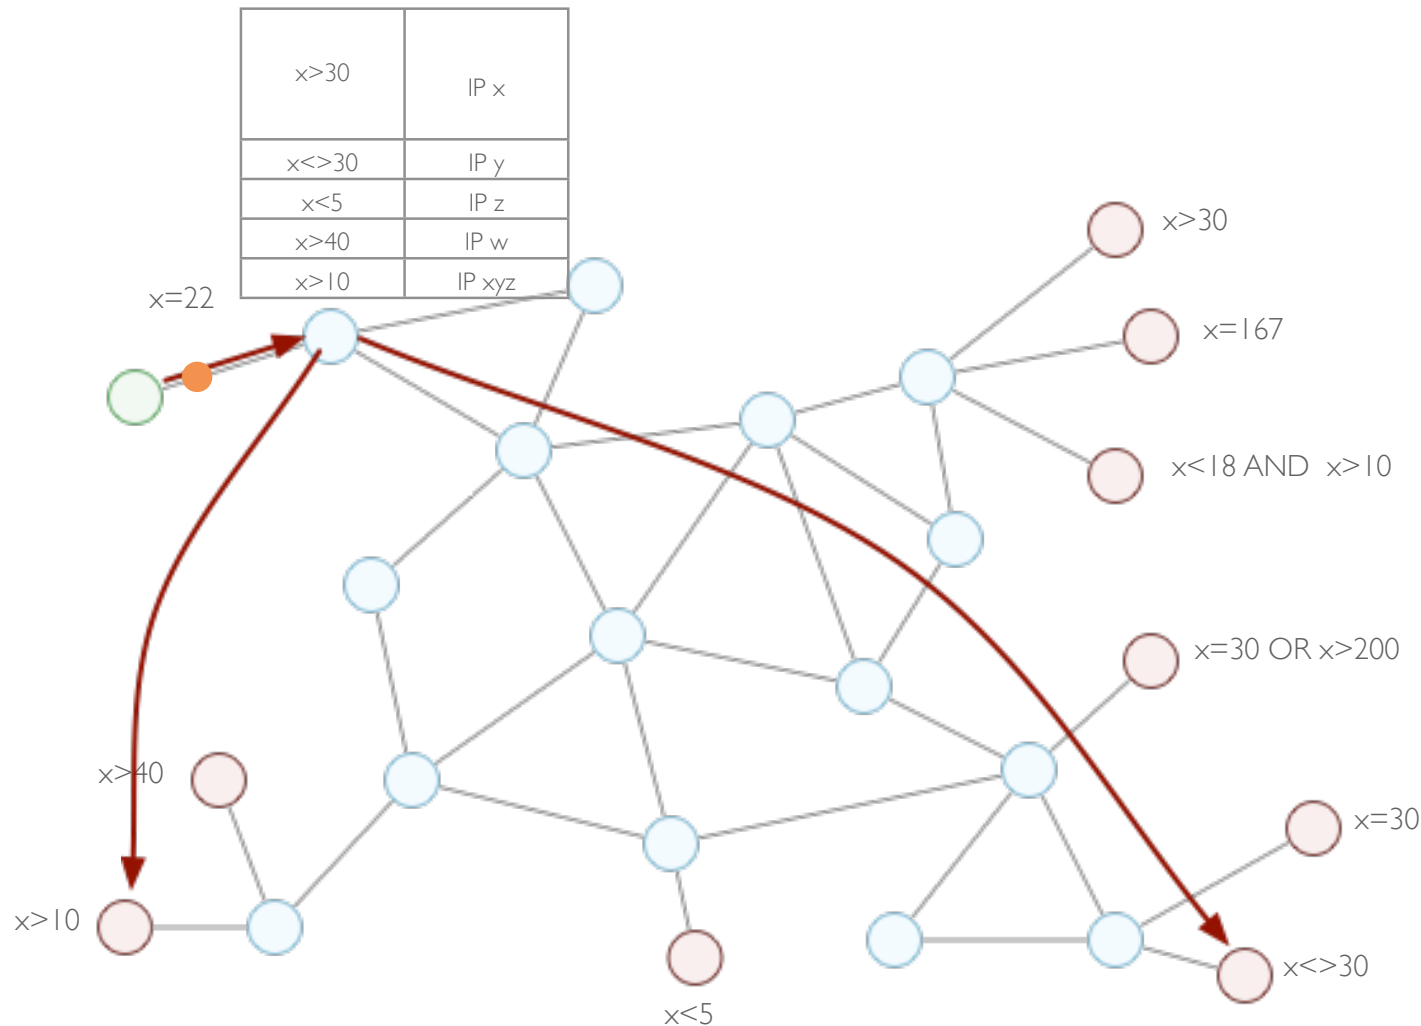 x>30 IP x
x<>30 IP y
x<5 IP z
x>40 IP w
x>10 IP xyz
x=22
x>30
x=167
x<18 AND x>10
x=30 OR x>200
x>40
x=30
x>10
x<>30
x<5